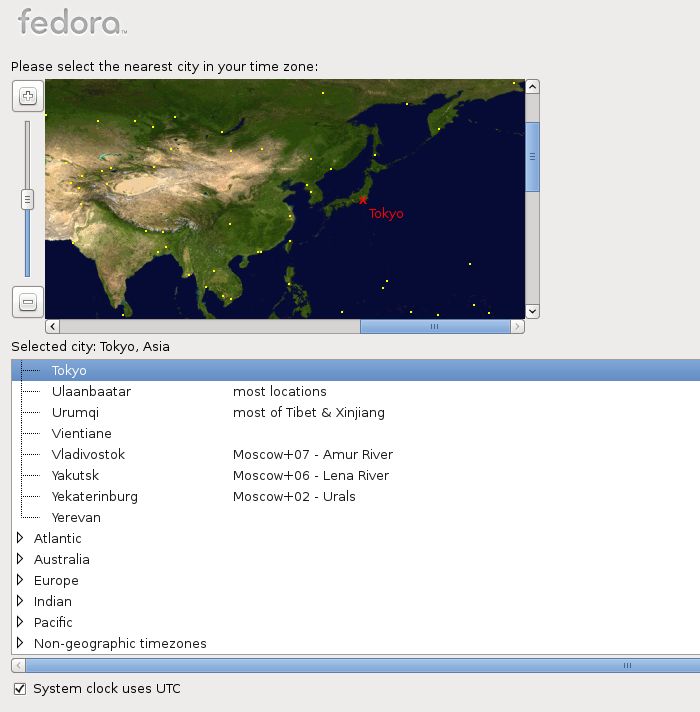 fedora™
Please select the nearest city in your time zone:
Tokyo
Selected city: Tokyo, Asia
Tokyo
Ulaanbaatar most locations
Urumqi most of Tibet & Xinjiang
Vientiane
Vladivostok Moscow+07 - Amur River
Yakutsk Moscow+06 - Lena River
Yekaterinburg Moscow+02 - Urals
Yerevan
Atlantic
Australia
Europe
Indian
Pacific
Non-geographic timezones
System clock uses UTC